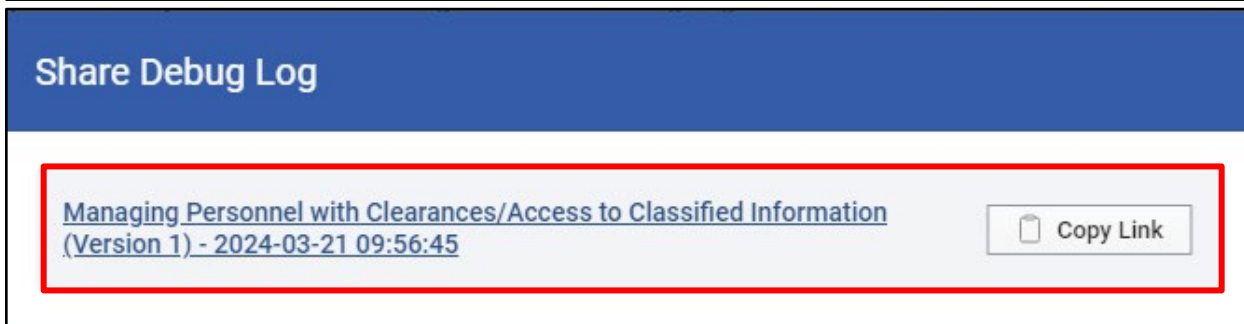 Share Debug Log
Managing Personnel with Clearances/Access to Classified Information
(Version 1) - 2024-03-21 09:56:45
Copy Link